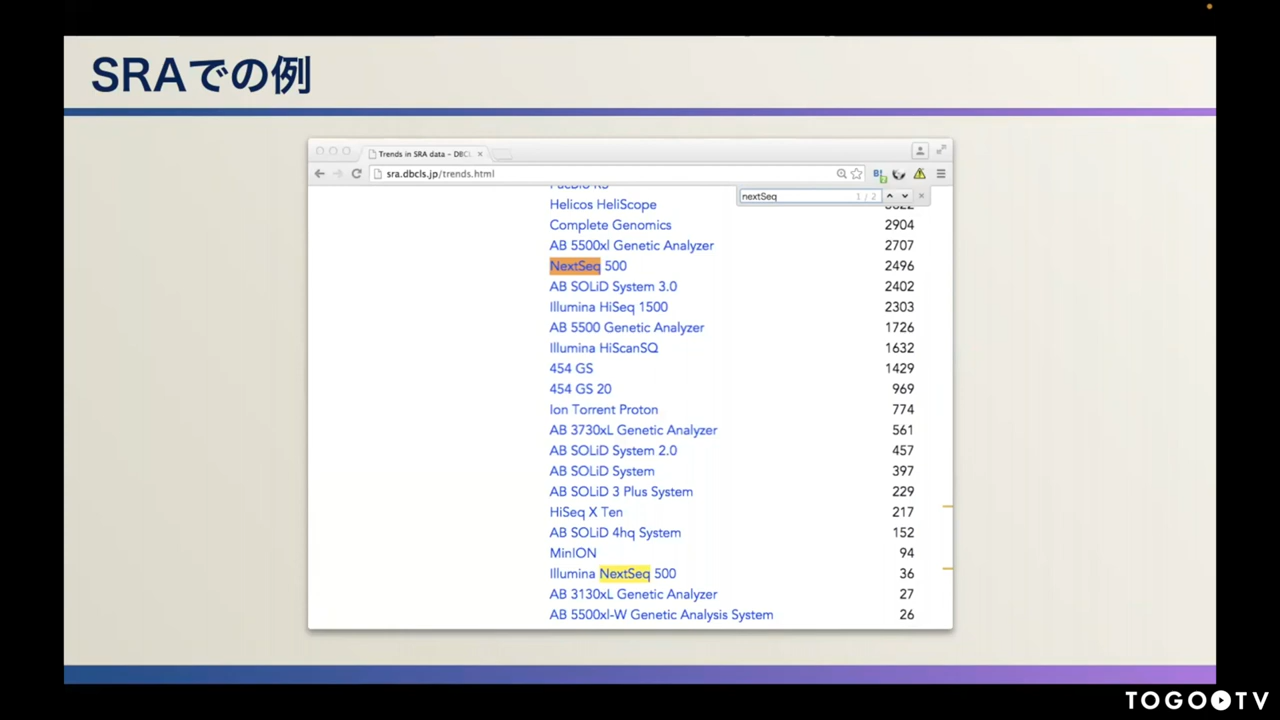 SRAでの例
Trends in SRA data - DBCL
sra.dbcls.jp/trends.html
nextSeq 1 / 2
PacBio RS
Helicos HeliScope
Complete Genomics 2904
AB 5500xl Genetic Analyzer 2707
NextSeq 500 2496
AB SOLiD System 3.0 2402
Illumina HiSeq 1500 2303
AB 5500 Genetic Analyzer 1726
Illumina HiScanSQ 1632
454 GS 1429
454 GS 20 969
Ion Torrent Proton 774
AB 3730xL Genetic Analyzer 561
AB SOLiD System 2.0 457
AB SOLiD System 397
AB SOLiD 3 Plus System 229
HiSeq X Ten 217
AB SOLiD 4hq System 152
MinION 94
Illumina NextSeq 500 36
AB 3130xL Genetic Analyzer 27
AB 5500xl-W Genetic Analysis System 26
TOGOTV